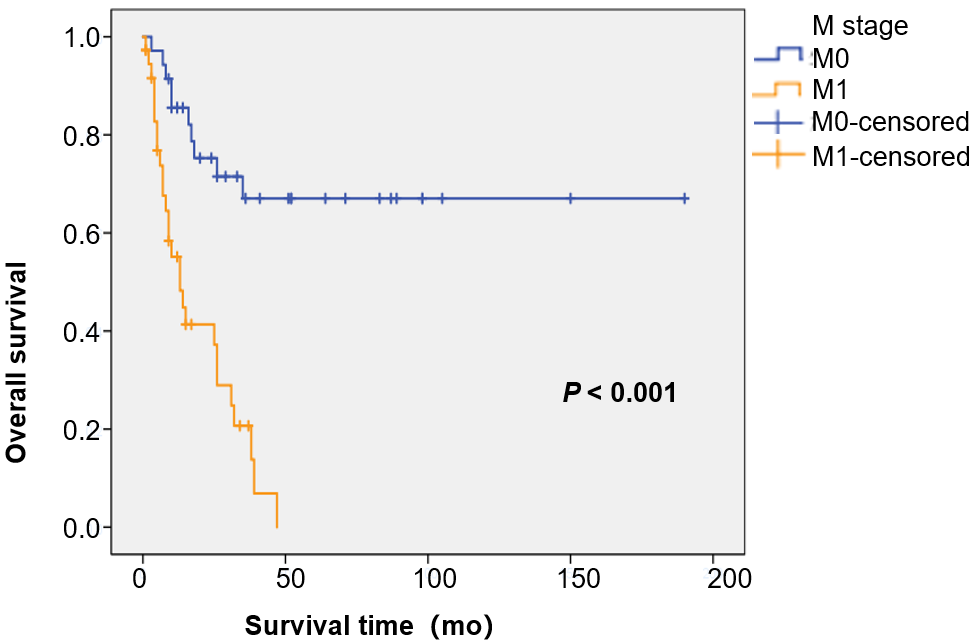 M stage
M0
M1
M0-censored
M1-censored
1.0
0.8
0.6
0.4
0.2
0.0
Overall survival
P < 0.001
0 50 100 150 200
Survival time（mo）